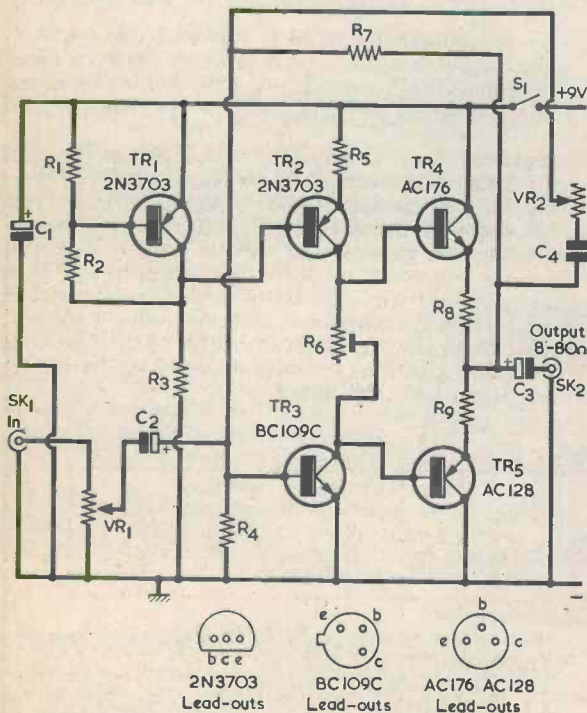 R7
S1
+9V
R1
TR1
2N3703
TR2
2N3703
R5
TR4
AC176
VR2
C1
R2
C4
R8
Output
8-80n
R6
R3
C3
SK2
SK1
In
C2
TR3
BC109C
R9
TR5
AC128
VR1
R4
b c e
2N3703
Lead-outs
e b
c
BC109C
Lead-outs
b
e c
AC176 AC128
Lead-outs